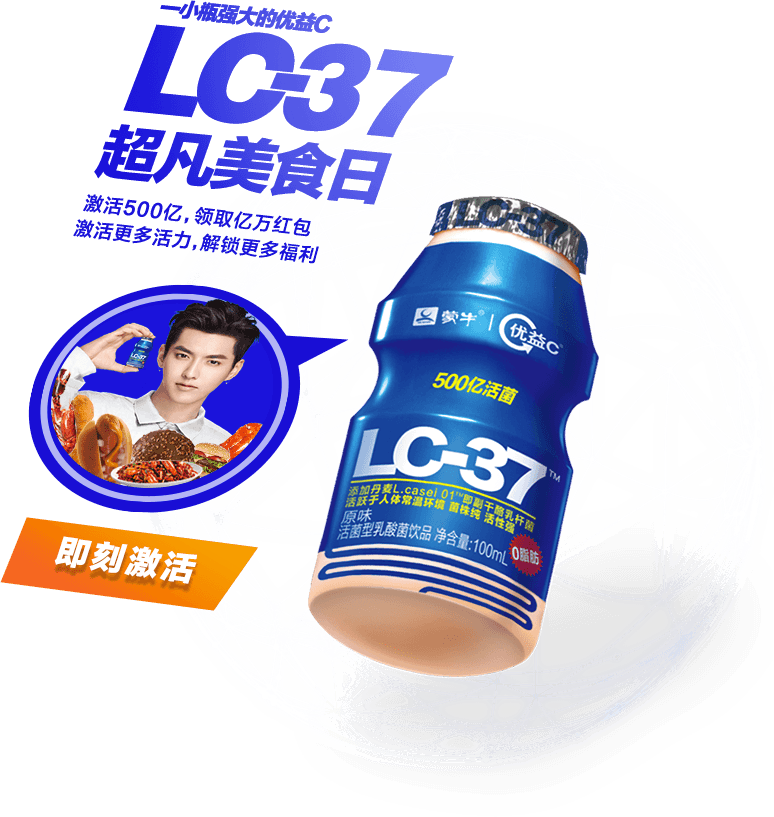 一小瓶强大的优益C
LC-37
超凡美食日
激活500亿，领取亿万红包
激活更多活力，解锁更多福利
LC-37
蒙牛® | 优益C®
500亿活菌
LC-37™
LC-37
添加丹麦L.casei 01™即副干酪乳杆菌
活跃于人体常温环境 菌株纯 活性强
原味
活菌型乳酸菌饮品 净含量:100mL
0脂肪
即刻激活